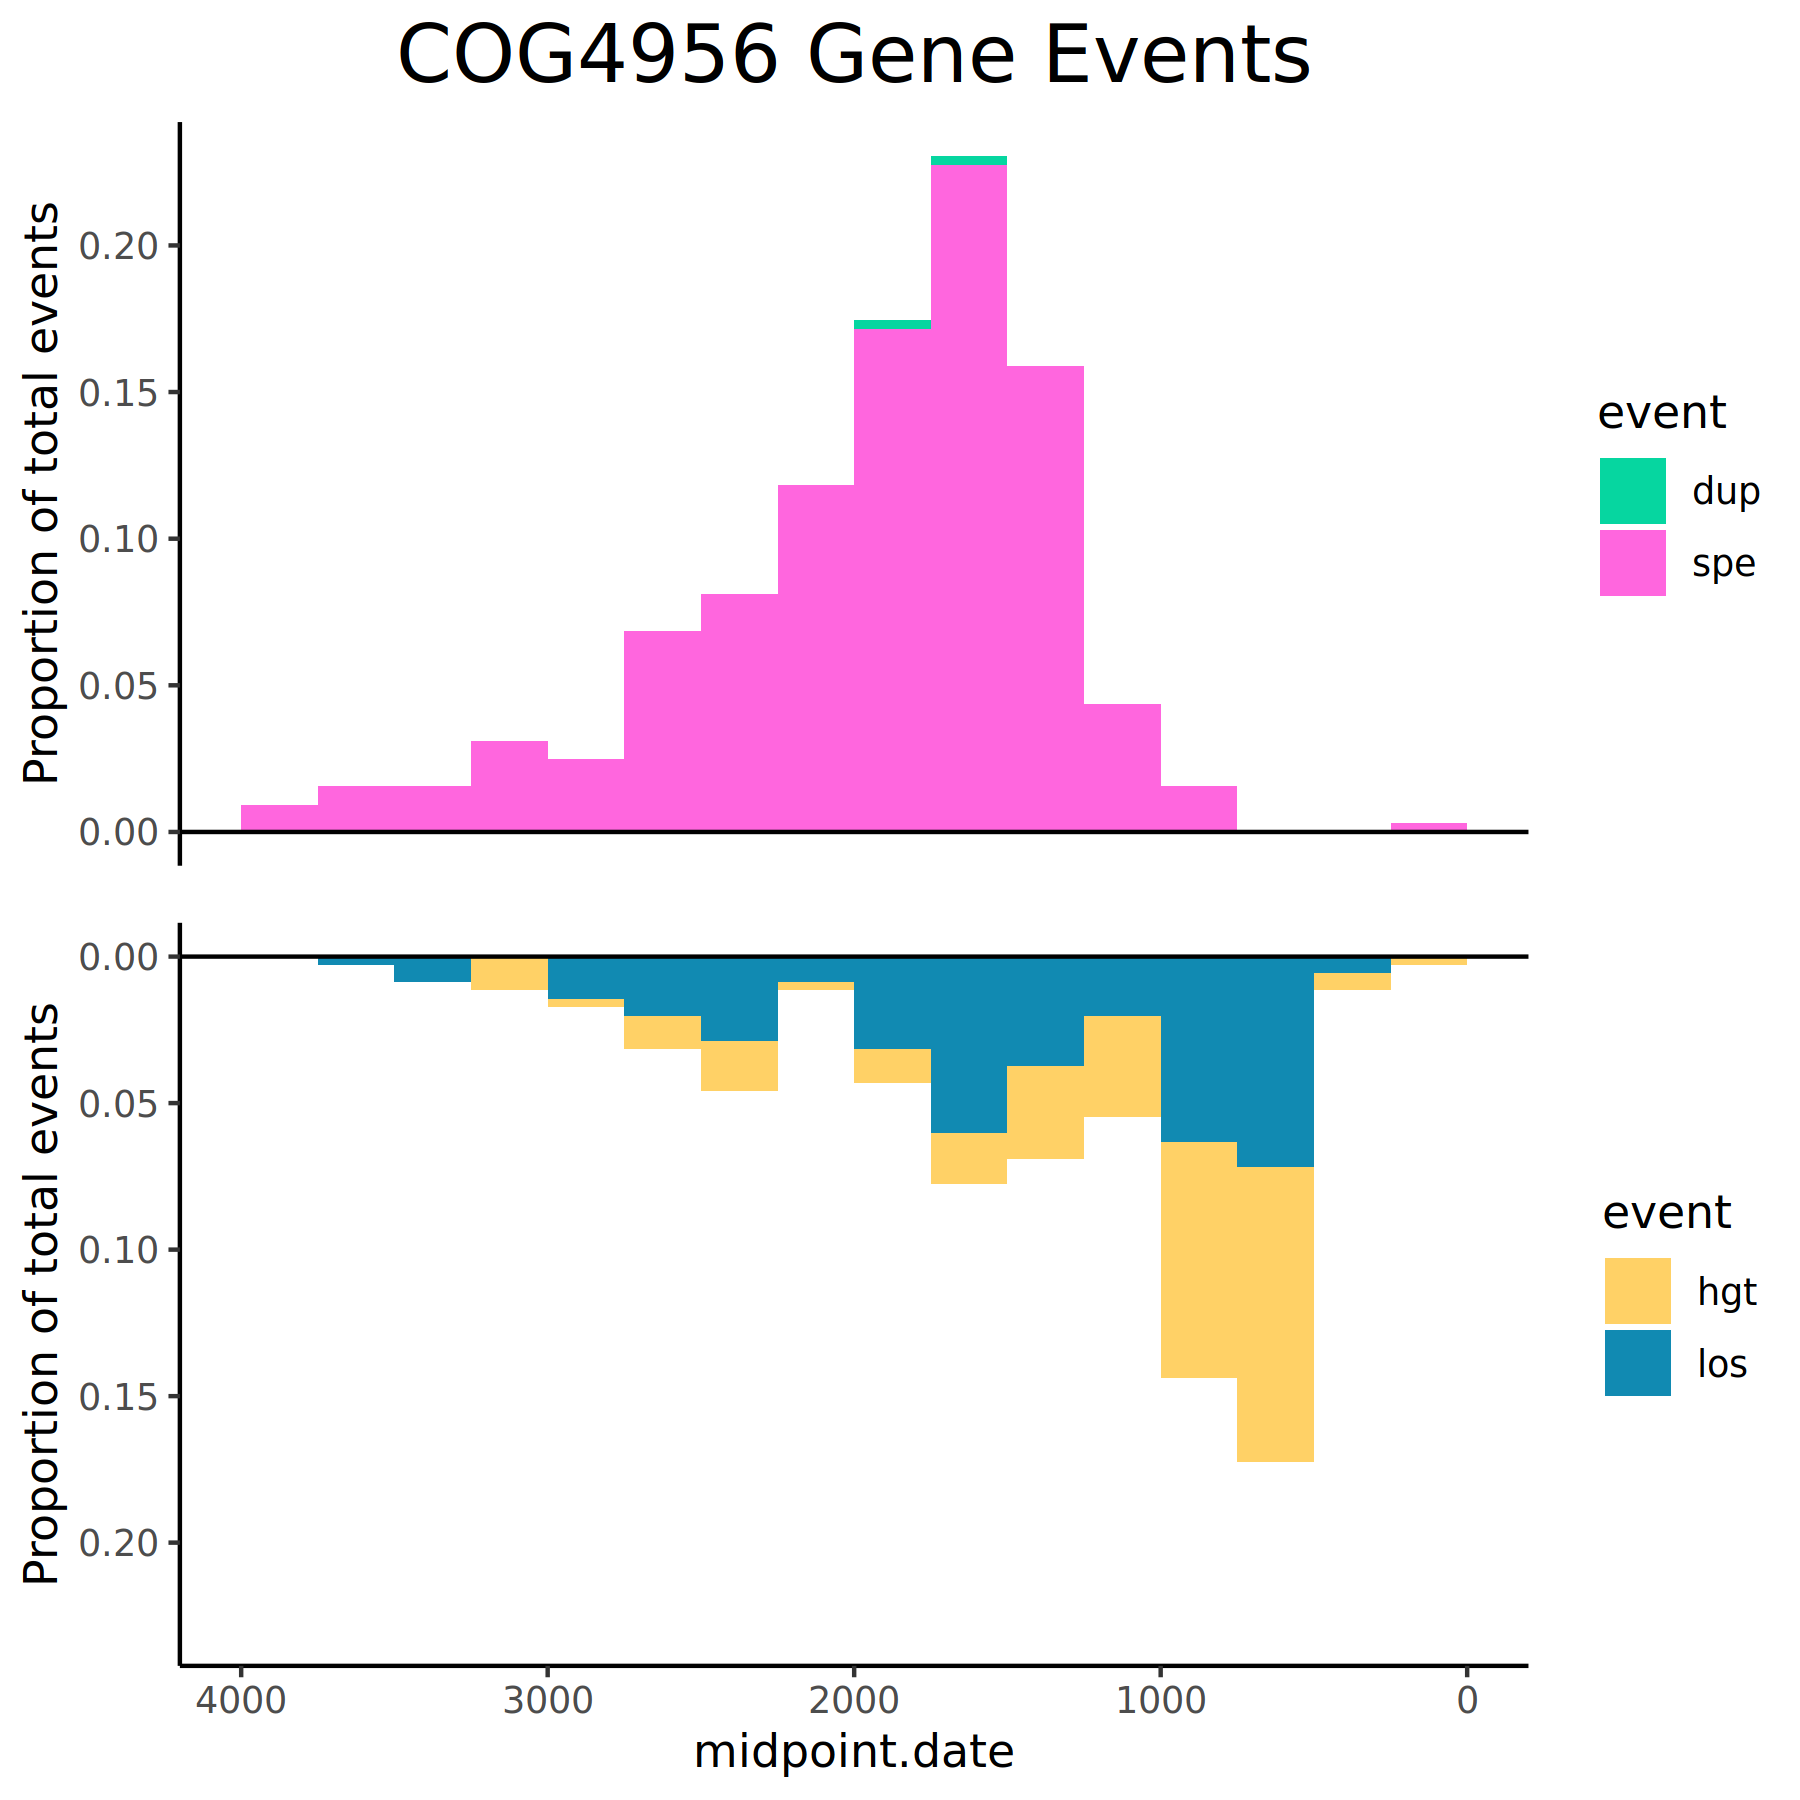 COG4956 Gene Events
Proportion of total events
0.20
0.15
0.10
0.05
0.00
event
dup
spe
Proportion of total events
0.00
0.05
0.10
0.15
0.20
event
hgt
los
4000 3000 2000 1000 0
midpoint.date